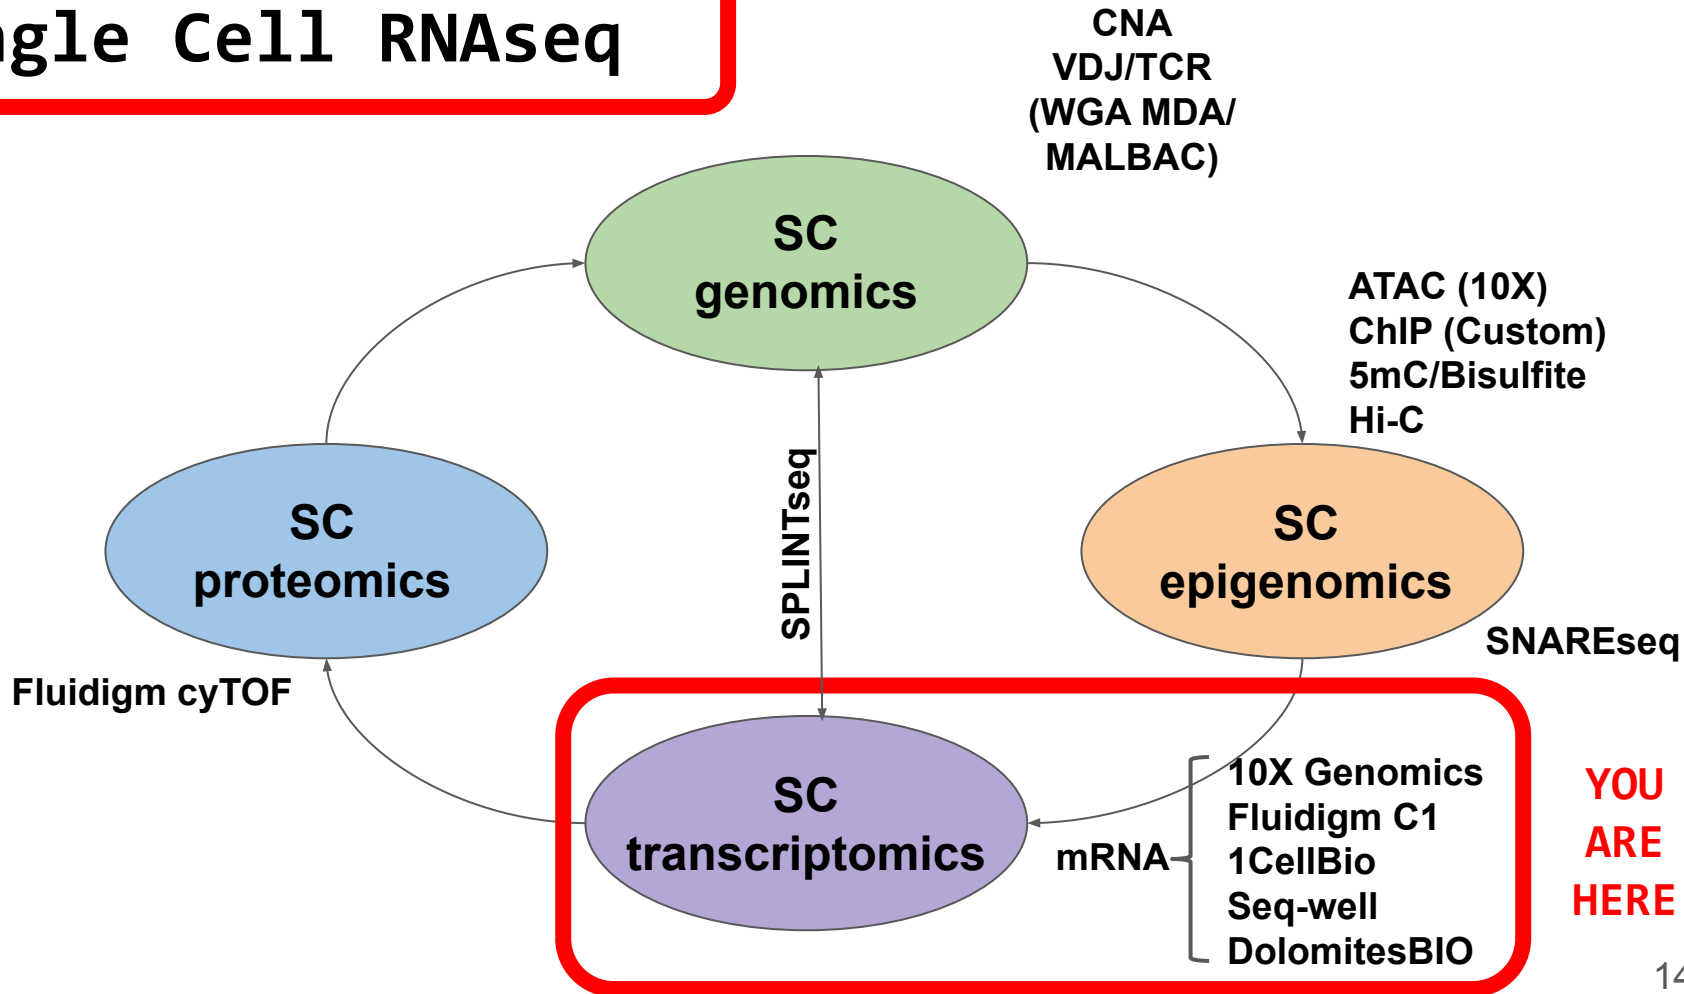 ngle Cell RNAseq
CNA
VDJ/TCR
(WGA MDA/
MALBAC)
SC
genomics
ATAC (10X)
ChIP (Custom)
5mC/Bisulfite
Hi-C
SPLINTseq
SC
proteomics
SC
epigenomics
SNAREseq
Fluidigm cyTOF
SC
transcriptomics
mRNA
10X Genomics
Fluidigm C1
1CellBio
Seq-well
DolomitesBIO
YOU
ARE
HERE
14